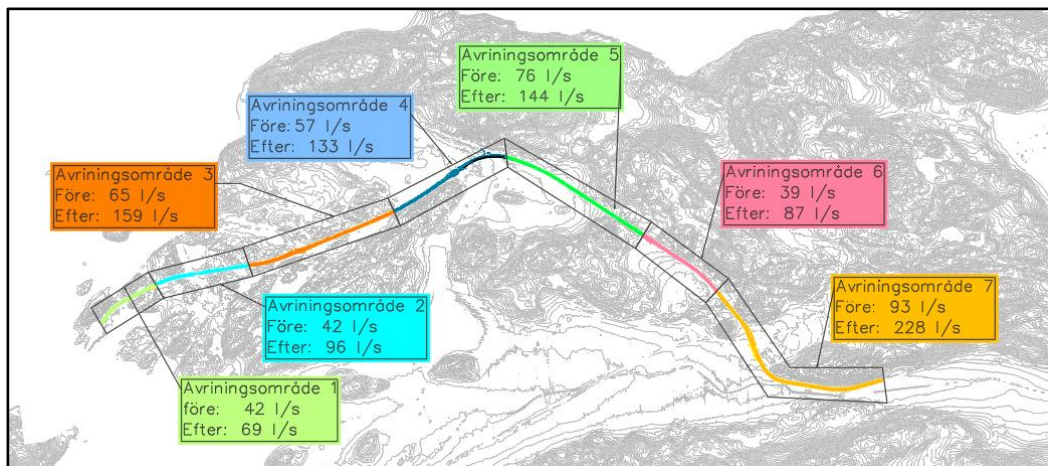 Avriningsområde 5
Före: 76 l/s
Efter: 144 l/s
Avriningsområde 4
Före: 57 l/s
Efter: 133 l/s
Avriningsområde 3
Före: 65 l/s
Efter: 159 l/s
Avriningsområde 6
Före: 39 l/s
Efter: 87 l/s
Avriningsområde 7
Före: 93 l/s
Efter: 228 l/s
Avriningsområde 2
Före: 42 l/s
Efter: 96 l/s
Avriningsområde 1
före: 42 l/s
Efter: 69 l/s